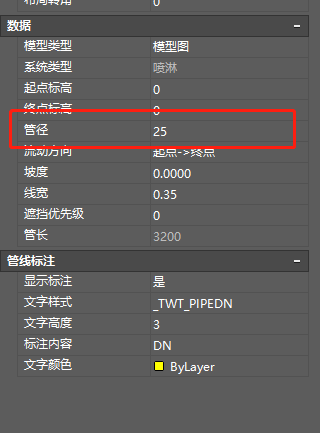 布局转角 0
数据
模型类型 模型图
系统类型 喷淋
起点标高 0
终点标高 0
管径 25
流动方向 起点->终点
坡度 0.0000
线宽 0.35
遮挡优先级 0
管长 3200
管线标注
显示标注 是
文字样式 _TWT_PIPEDN
文字高度 3
标注内容 DN
文字颜色 ByLayer